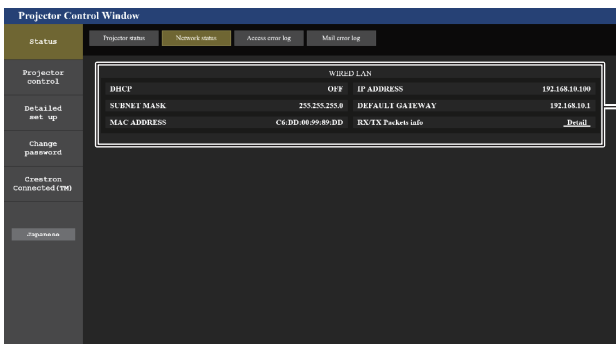 Projector Control Window
Status
Projector status Network status Access error log Mail error log
Projector
control
Detailed
set up
Change
password
Crestron
Connected(TM)
Japanese
WIRED LAN
DHCP OFF IP ADDRESS 192.168.10.100
SUBNET MASK 255.255.255.0 DEFAULT GATEWAY 192.168.10.1
MAC ADDRESS C6:DD:00:99:89:DD RX/TX Packets info Detail